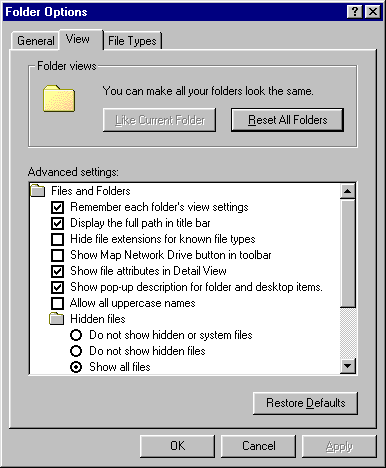 Folder Options
General View File Types
Folder views
You can make all your folders look the same.
Like Current Folder Reset All Folders
Advanced settings:
Files and Folders
Remember each folder's view settings
Display the full path in title bar
Hide file extensions for known file types
Show Map Network Drive button in toolbar
Show file attributes in Detail View
Show pop-up description for folder and desktop items.
Allow all uppercase names
Hidden files
Do not show hidden or system files
Do not show hidden files
Show all files
Restore Defaults
OK Cancel Apply